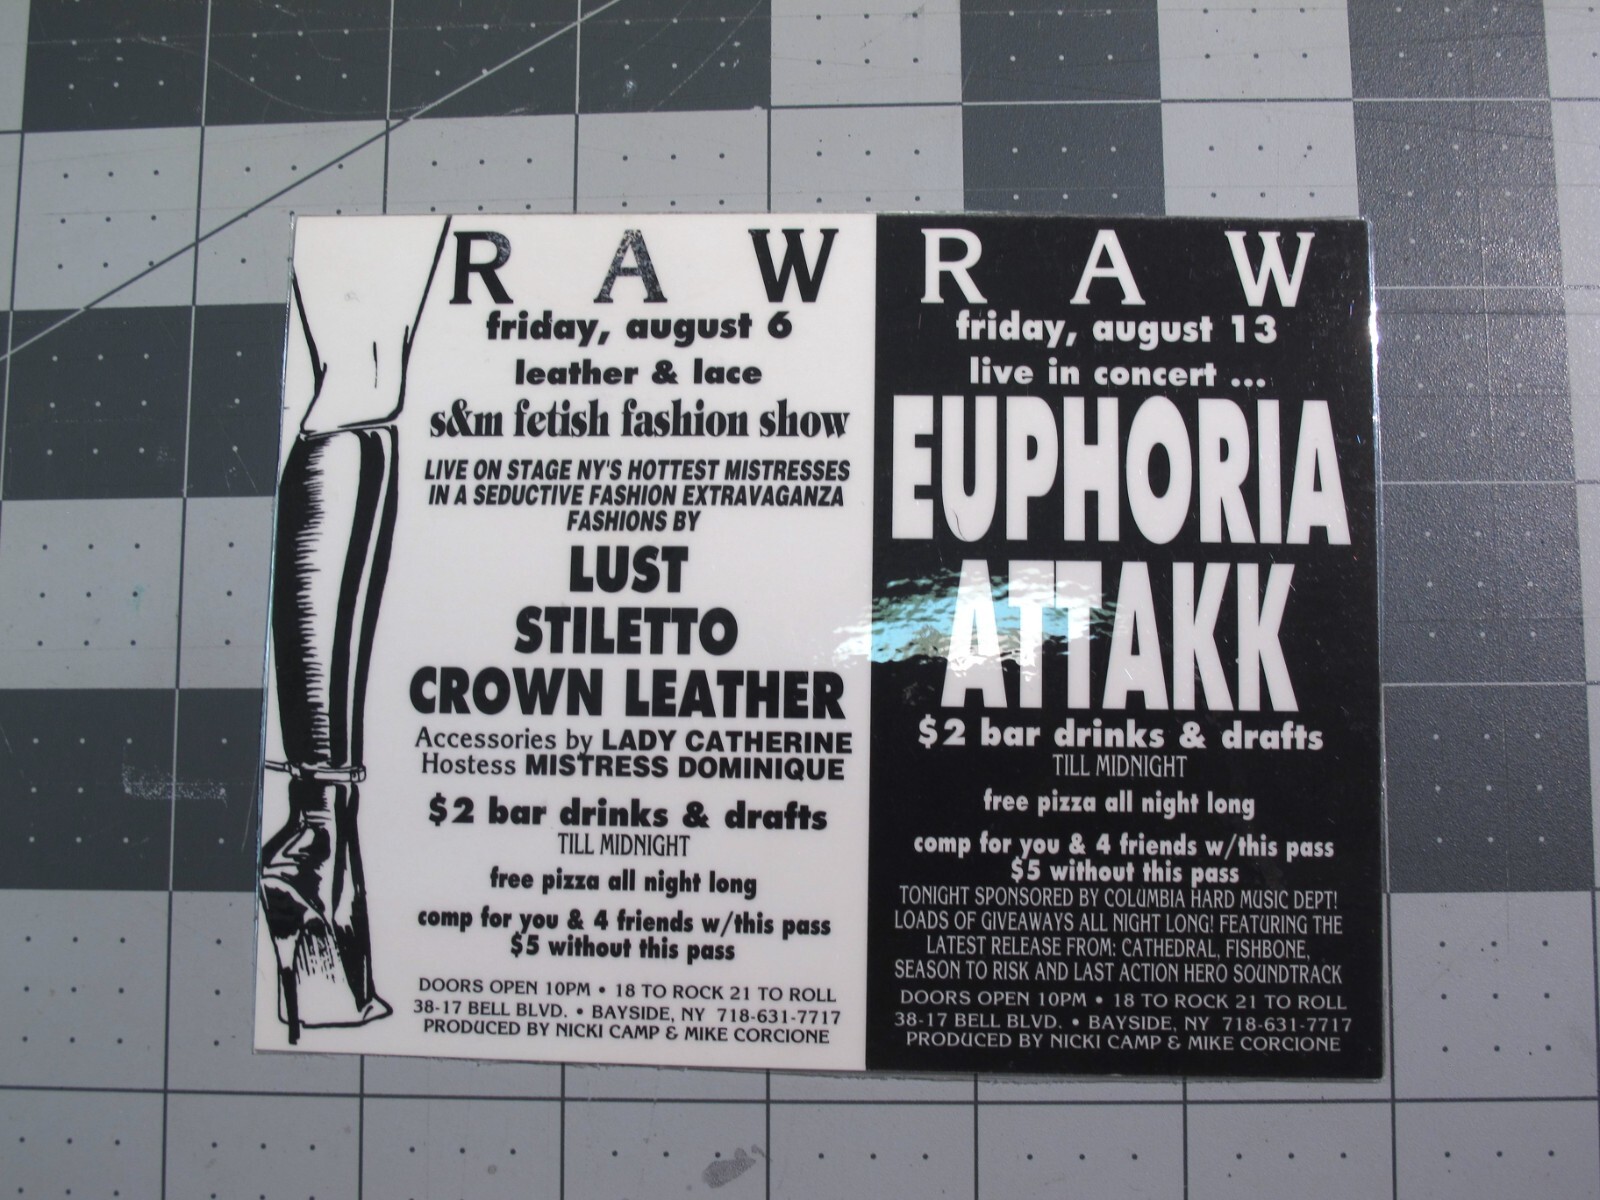 R A W
friday, august 6
leather & lace
s&m fetish fashion show
LIVE ON STAGE NY'S HOTTEST MISTRESSES
IN A SEDUCTIVE FASHION EXTRAVAGANZA
FASHIONS BY
LUST
STILETTO
CROWN LEATHER
Accessories by LADY CATHERINE
Hostess MISTRESS DOMINIQUE
$2 bar drinks & drafts
TILL MIDNIGHT
free pizza all night long
comp for you & 4 friends w/this pass
$5 without this pass
DOORS OPEN 10PM • 18 TO ROCK 21 TO ROLL
38-17 BELL BLVD. • BAYSIDE, NY 718-631-7717
PRODUCED BY NICKI CAMP & MIKE CORCIONE
R A W
friday, august 13
live in concert ...
EUPHORIA
ATTAKK
$2 bar drinks & drafts
TILL MIDNIGHT
free pizza all night long
comp for you & 4 friends w/this pass
$5 without this pass
TONIGHT SPONSORED BY COLUMBIA HARD MUSIC DEPT!
LOADS OF GIVEAWAYS ALL NIGHT LONG! FEATURING THE
LATEST RELEASE FROM: CATHEDRAL, FISHBONE,
SEASON TO RISK AND LAST ACTION HERO SOUNDTRACK
DOORS OPEN 10PM • 18 TO ROCK 21 TO ROLL
38-17 BELL BLVD. • BAYSIDE, NY 718-631-7717
PRODUCED BY NICKI CAMP & MIKE CORCIONE